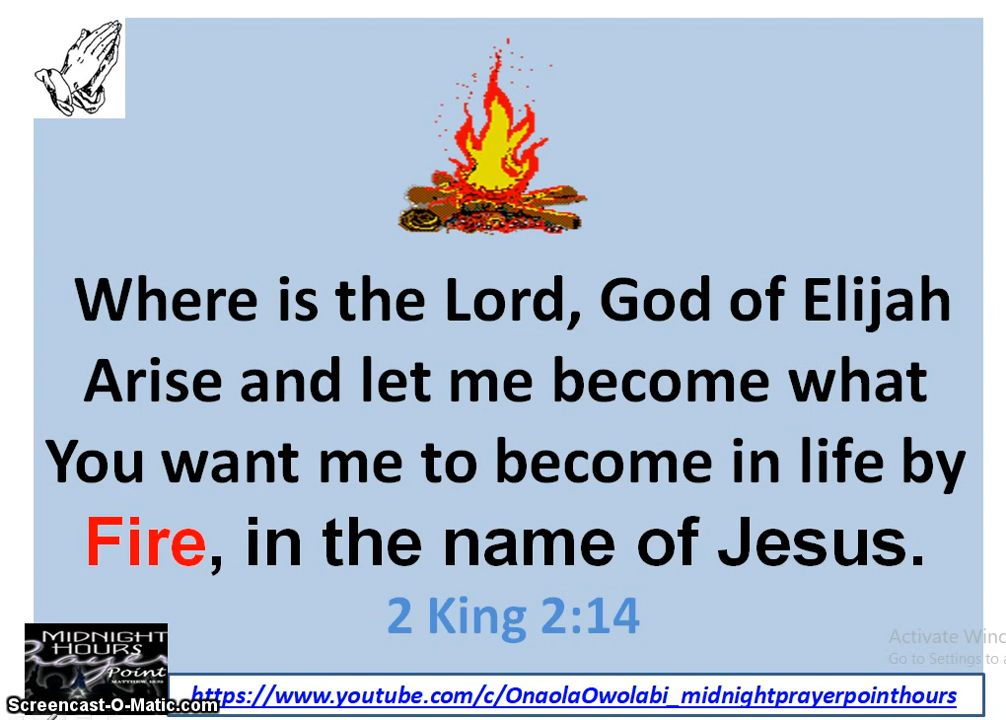 Where is the Lord, God of Elijah
Arise and let me become what
You want me to become in life by
Fire, in the name of Jesus.
2 King 2:14
MIDNIGHT
HOURS
Prayer
Point
Activate Winc
Go to Settings to a
Screencast-O-Matic.com
https://www.youtube.com/c/OnaolaOwolabi_midnightprayerpointhours